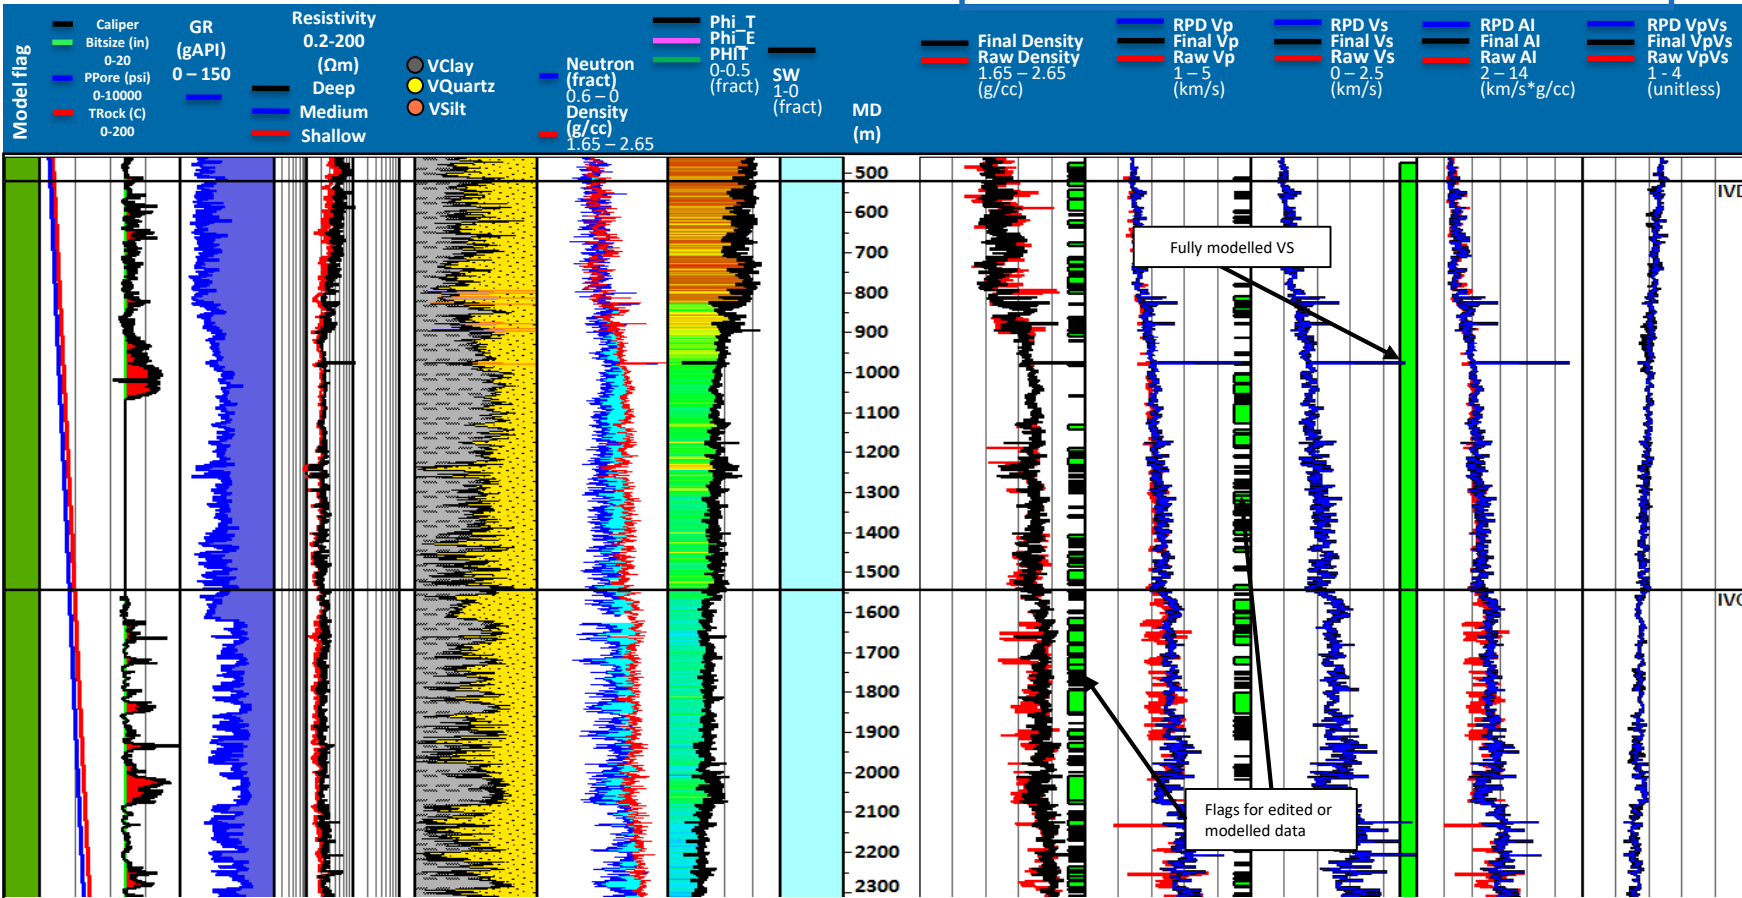 Model flag
Caliper
Bitsize (in)
0-20
PPore (psi)
0-10000
TRock (C)
0-200
GR
(gAPI)
0 – 150
Resistivity
0.2-200
(Ωm)
Deep
Medium
Shallow
VClay
VQuartz
VSilt
Neutron
(fract)
0.6 – 0
Density
(g/cc)
1.65 – 2.65
Phi_T
Phi_E
PHIT
0-0.5
(fract)
SW
1-0
(fract)
MD
(m)
Final Density
Raw Density
1.65 – 2.65
(g/cc)
RPD Vp
Final Vp
Raw Vp
1 – 5
(km/s)
RPD Vs
Final Vs
Raw Vs
0 – 2.5
(km/s)
RPD AI
Final AI
Raw AI
2 – 14
(km/s*g/cc)
RPD VpVs
Final VpVs
Raw VpVs
1 - 4
(unitless)
500
600
700
800
900
1000
1100
1200
1300
1400
1500
1600
1700
1800
1900
2000
2100
2200
2300
IVD
Fully modelled VS
Flags for edited or
modelled data